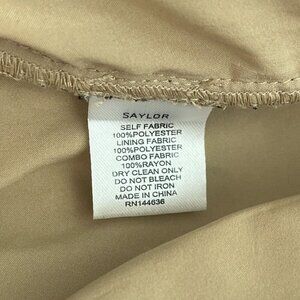 SAYLOR
SELF FABRIC
100%POLYESTER
LINING FABRIC
100%POLYESTER
COMBO FABRIC
100%RAYON
DRY CLEAN ONLY
DO NOT BLEACH
DO NOT IRON
MADE IN CHINA
RN144636